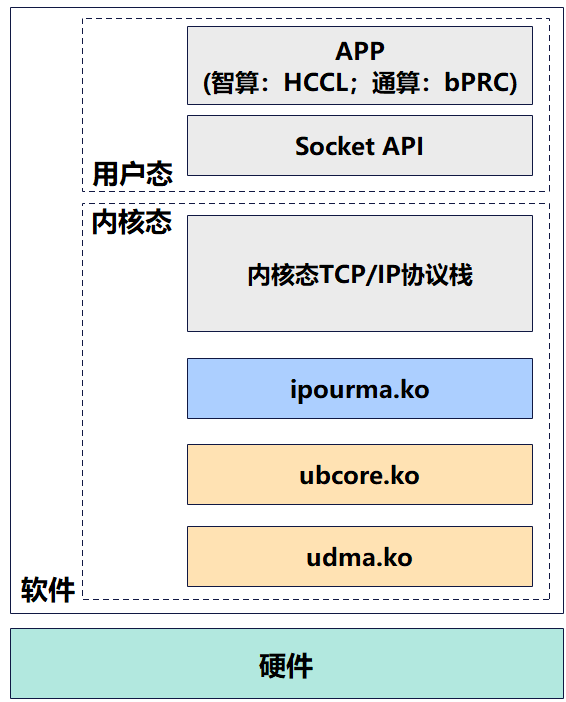 APP
(智算：HCCL；通算：bPRC)
Socket API
用户态
内核态
内核态TCP/IP协议栈
ipourma.ko
ubcore.ko
udma.ko
软件
硬件